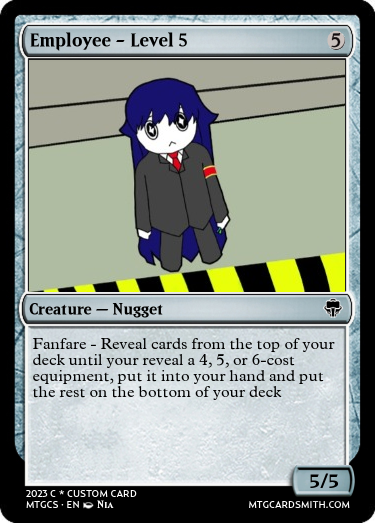 Employee – Level 5
5
Creature — Nugget
Fanfare - Reveal cards from the top of your
deck until your reveal a 4, 5, or 6-cost
equipment, put it into your hand and put
the rest on the bottom of your deck
5/5
2023 C * CUSTOM CARD
MTGCS · EN NIA
MTGCARDSMITH.COM